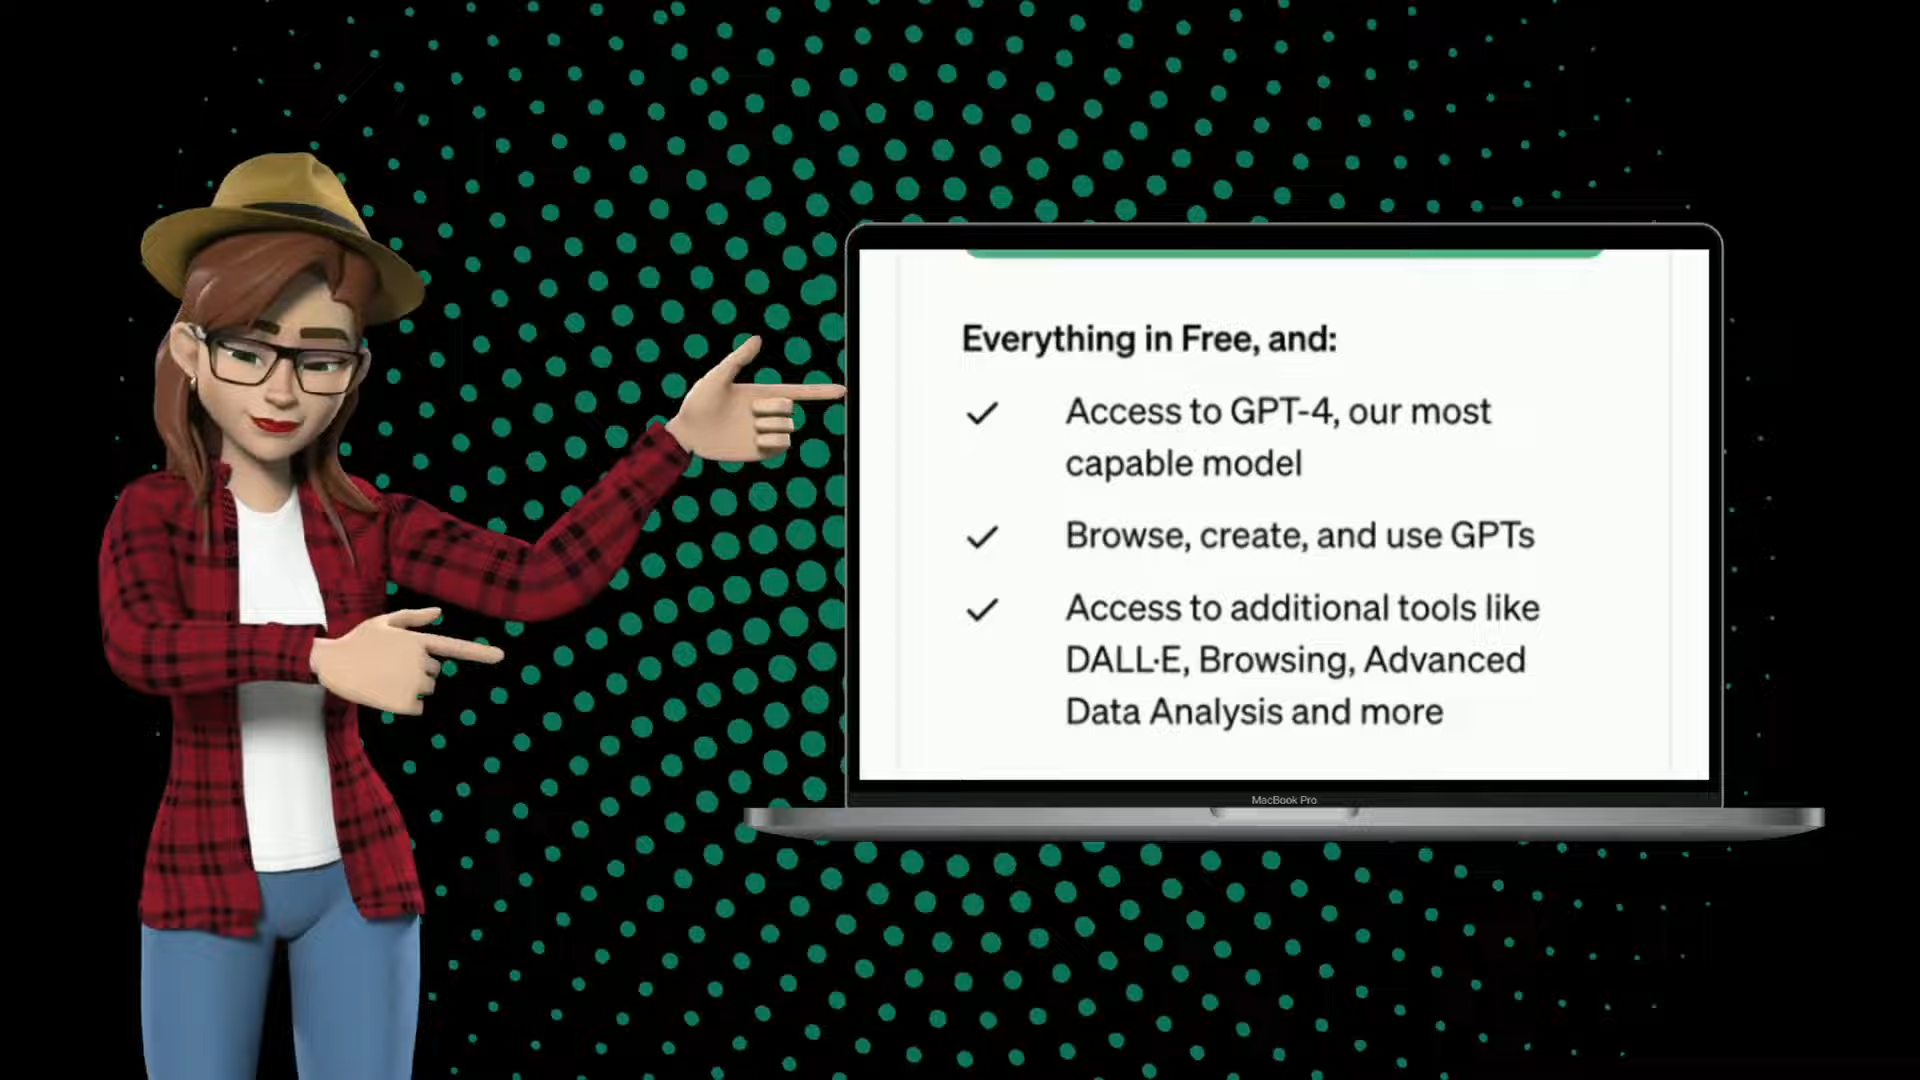 Everything in Free, and:
Access to GPT-4, our most
capable model
Browse, create, and use GPTs
Access to additional tools like
DALL·E, Browsing, Advanced
Data Analysis and more
MacBook Pro